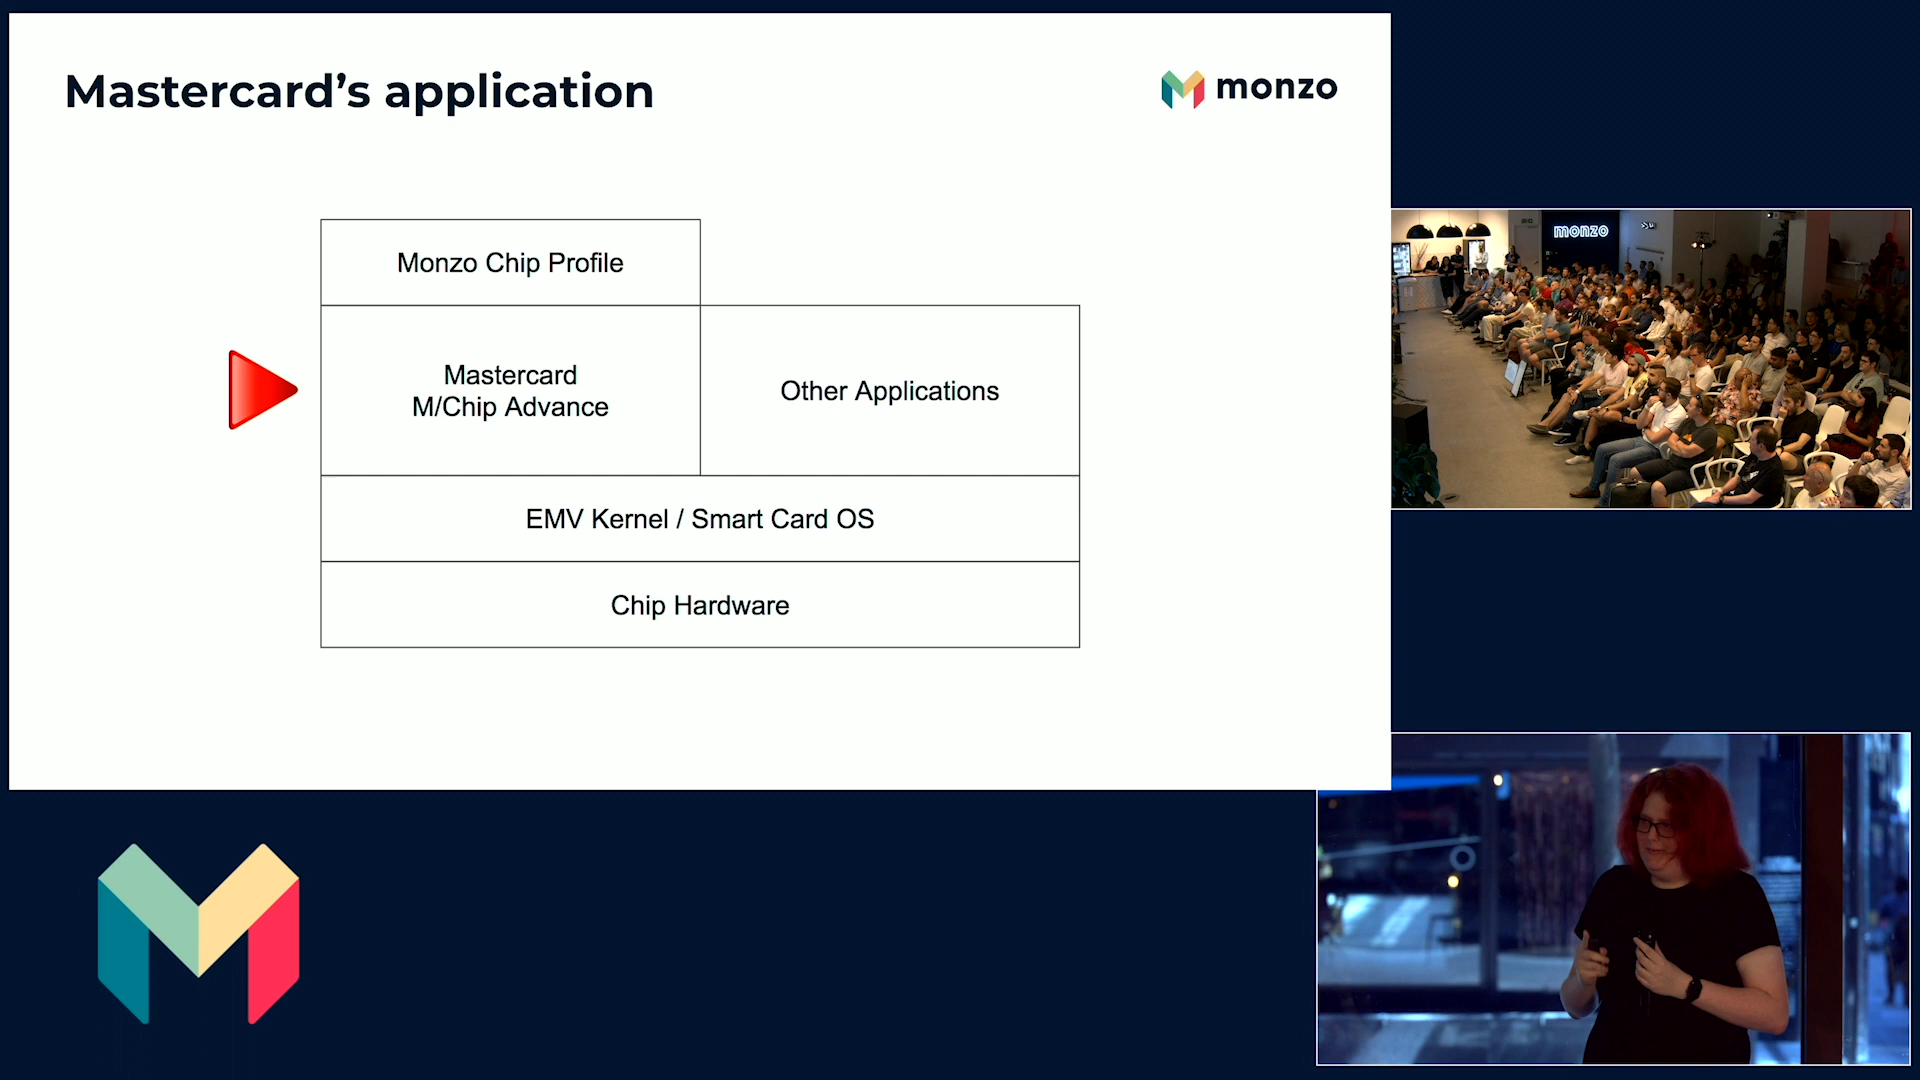 Mastercard's application
monzo
Monzo Chip Profile
Mastercard
M/Chip Advance
Other Applications
EMV Kernel / Smart Card OS
Chip Hardware
monzo